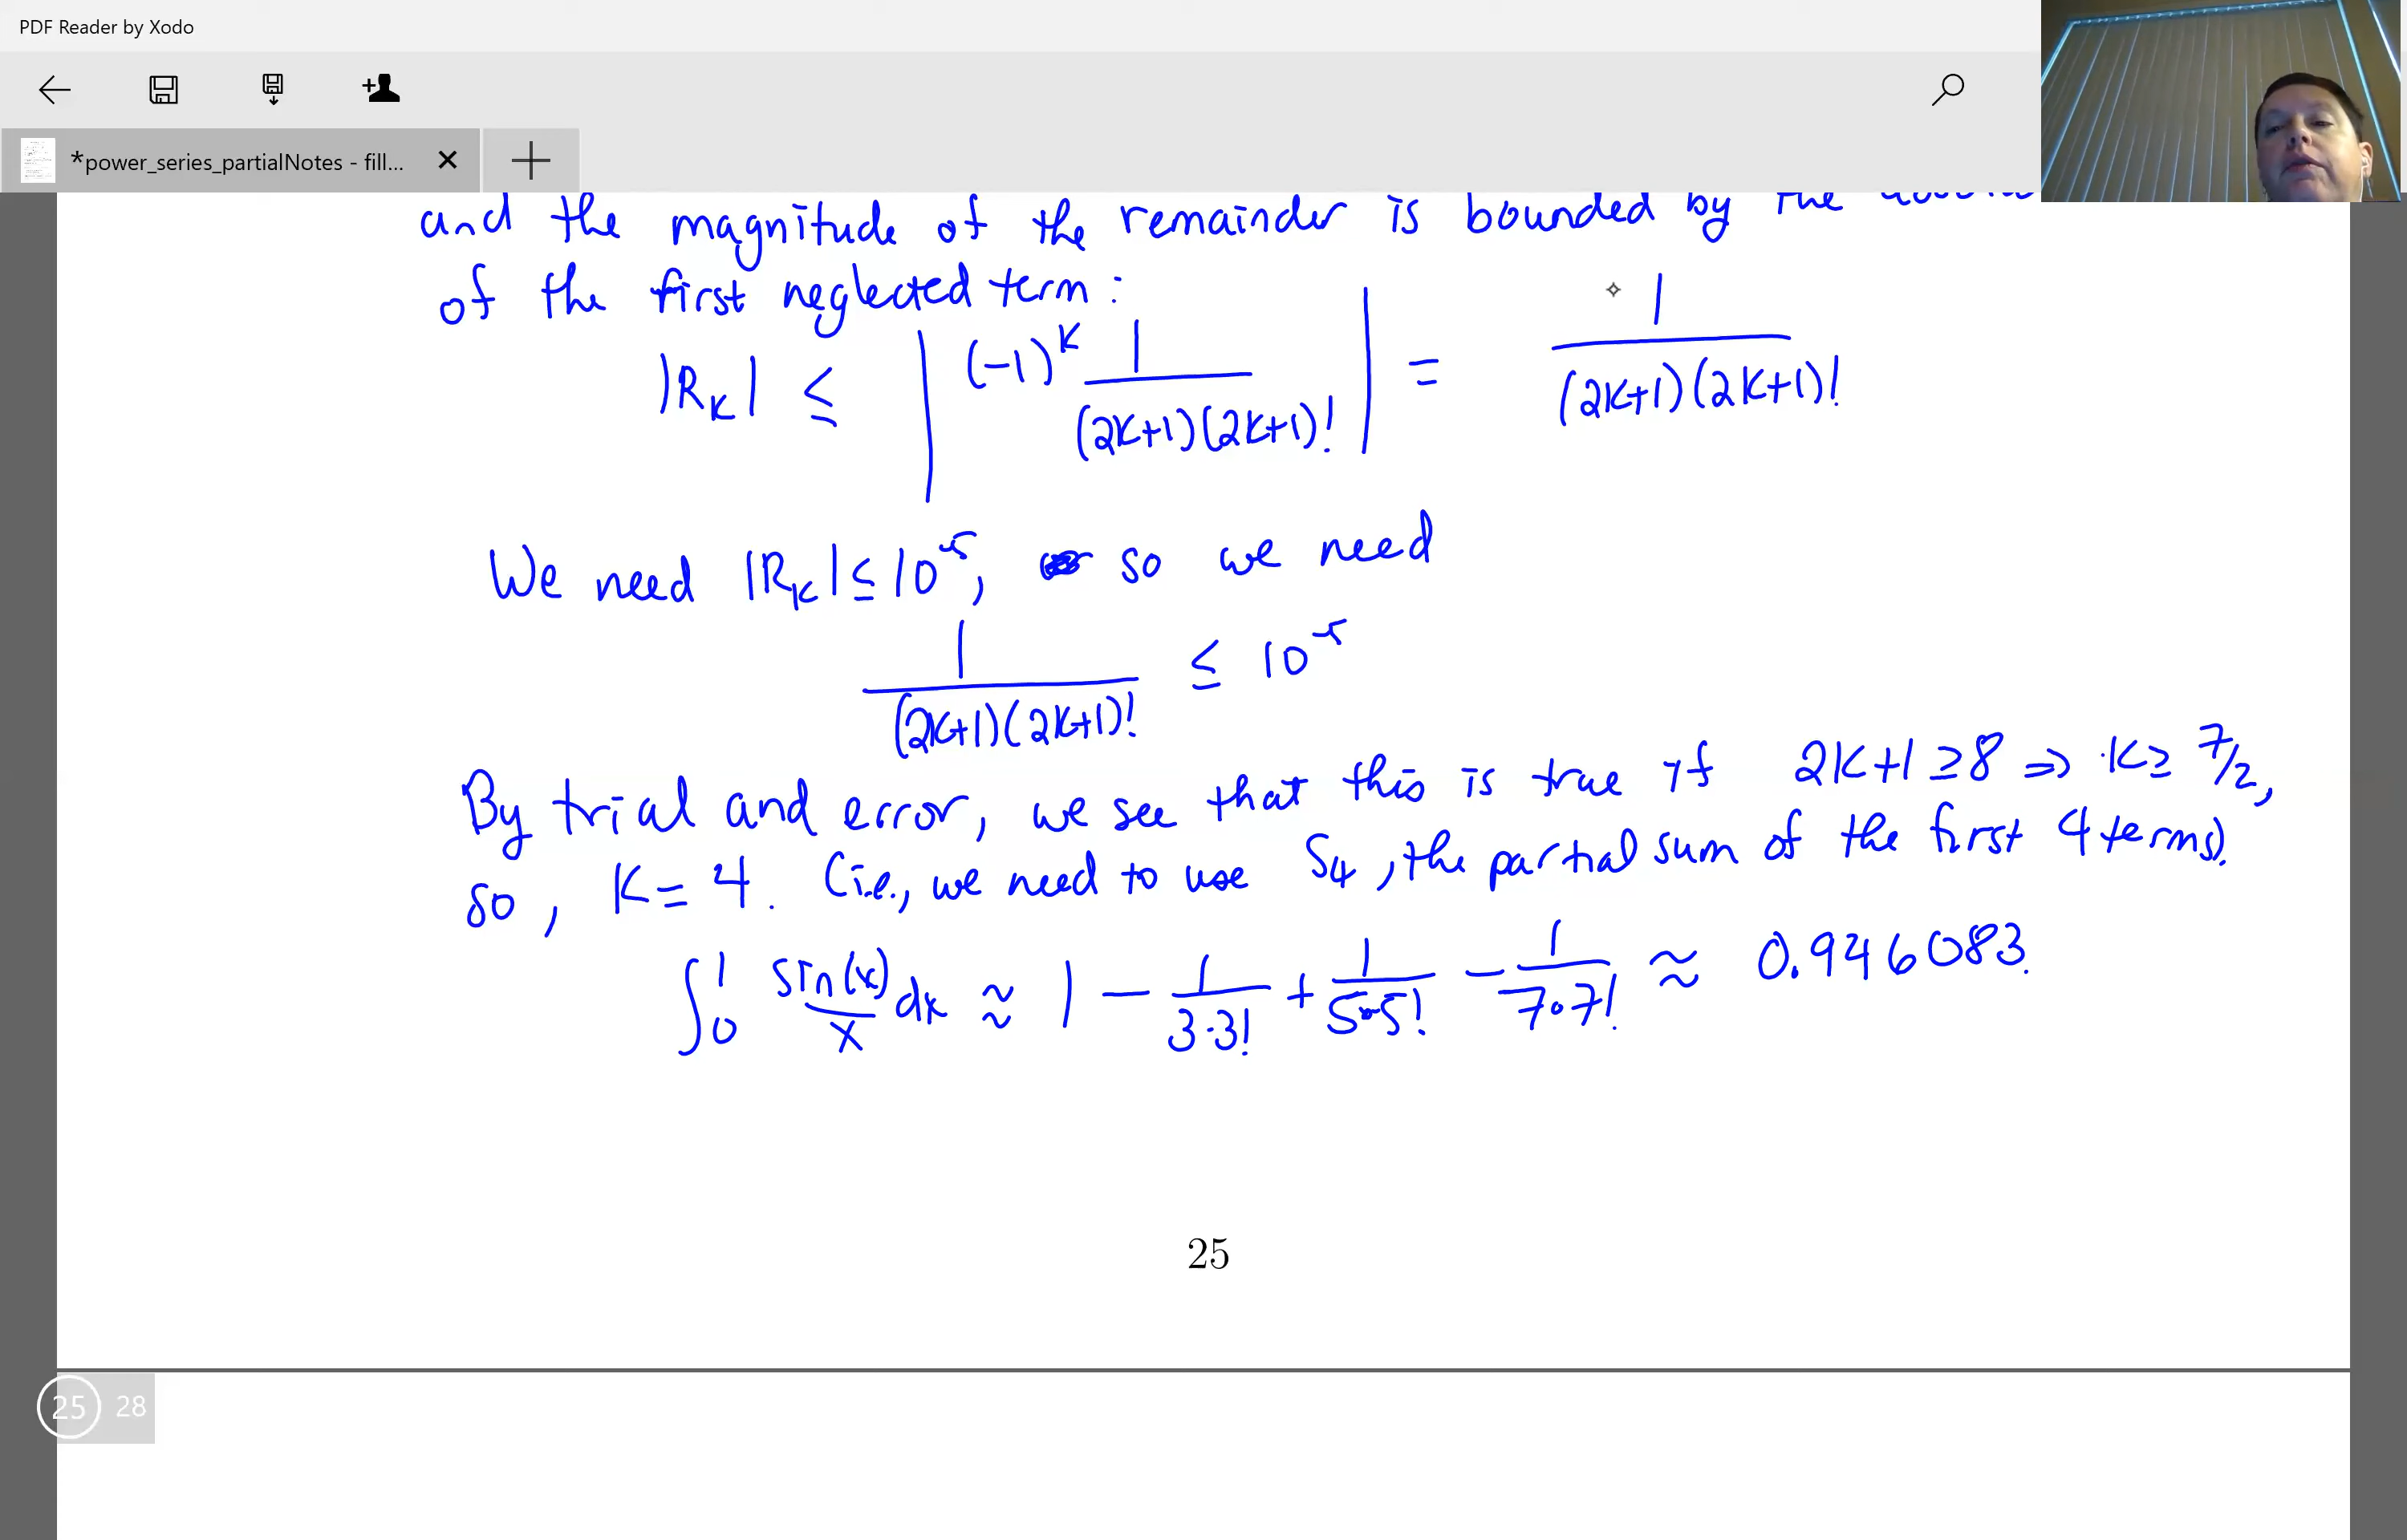 PDF Reader by Xodo
*power_series_partialNotes - fill...
and the magnitude of the remainder is bounded by the
of the first neglected term:
|R_K| ≤ |(-1)^K 1/((2K+1)(2K+1)!)| = 1/((2K+1)(2K+1)!)
We need |R_K| ≤ 10^-5, so we need
1/((2K+1)(2K+1)!) ≤ 10^-5
By trial and error, we see that this is true if 2K+1 ≥ 8 ⇒ K ≥ 7/2,
so, K = 4. (i.e., we need to use S_4, the partial sum of the first 4 terms).
∫_0^1 sin(x)/x dx ≈ 1 - 1/(3·3!) + 1/(5·5!) - 1/(7·7!) ≈ 0.946083.
25
25 28